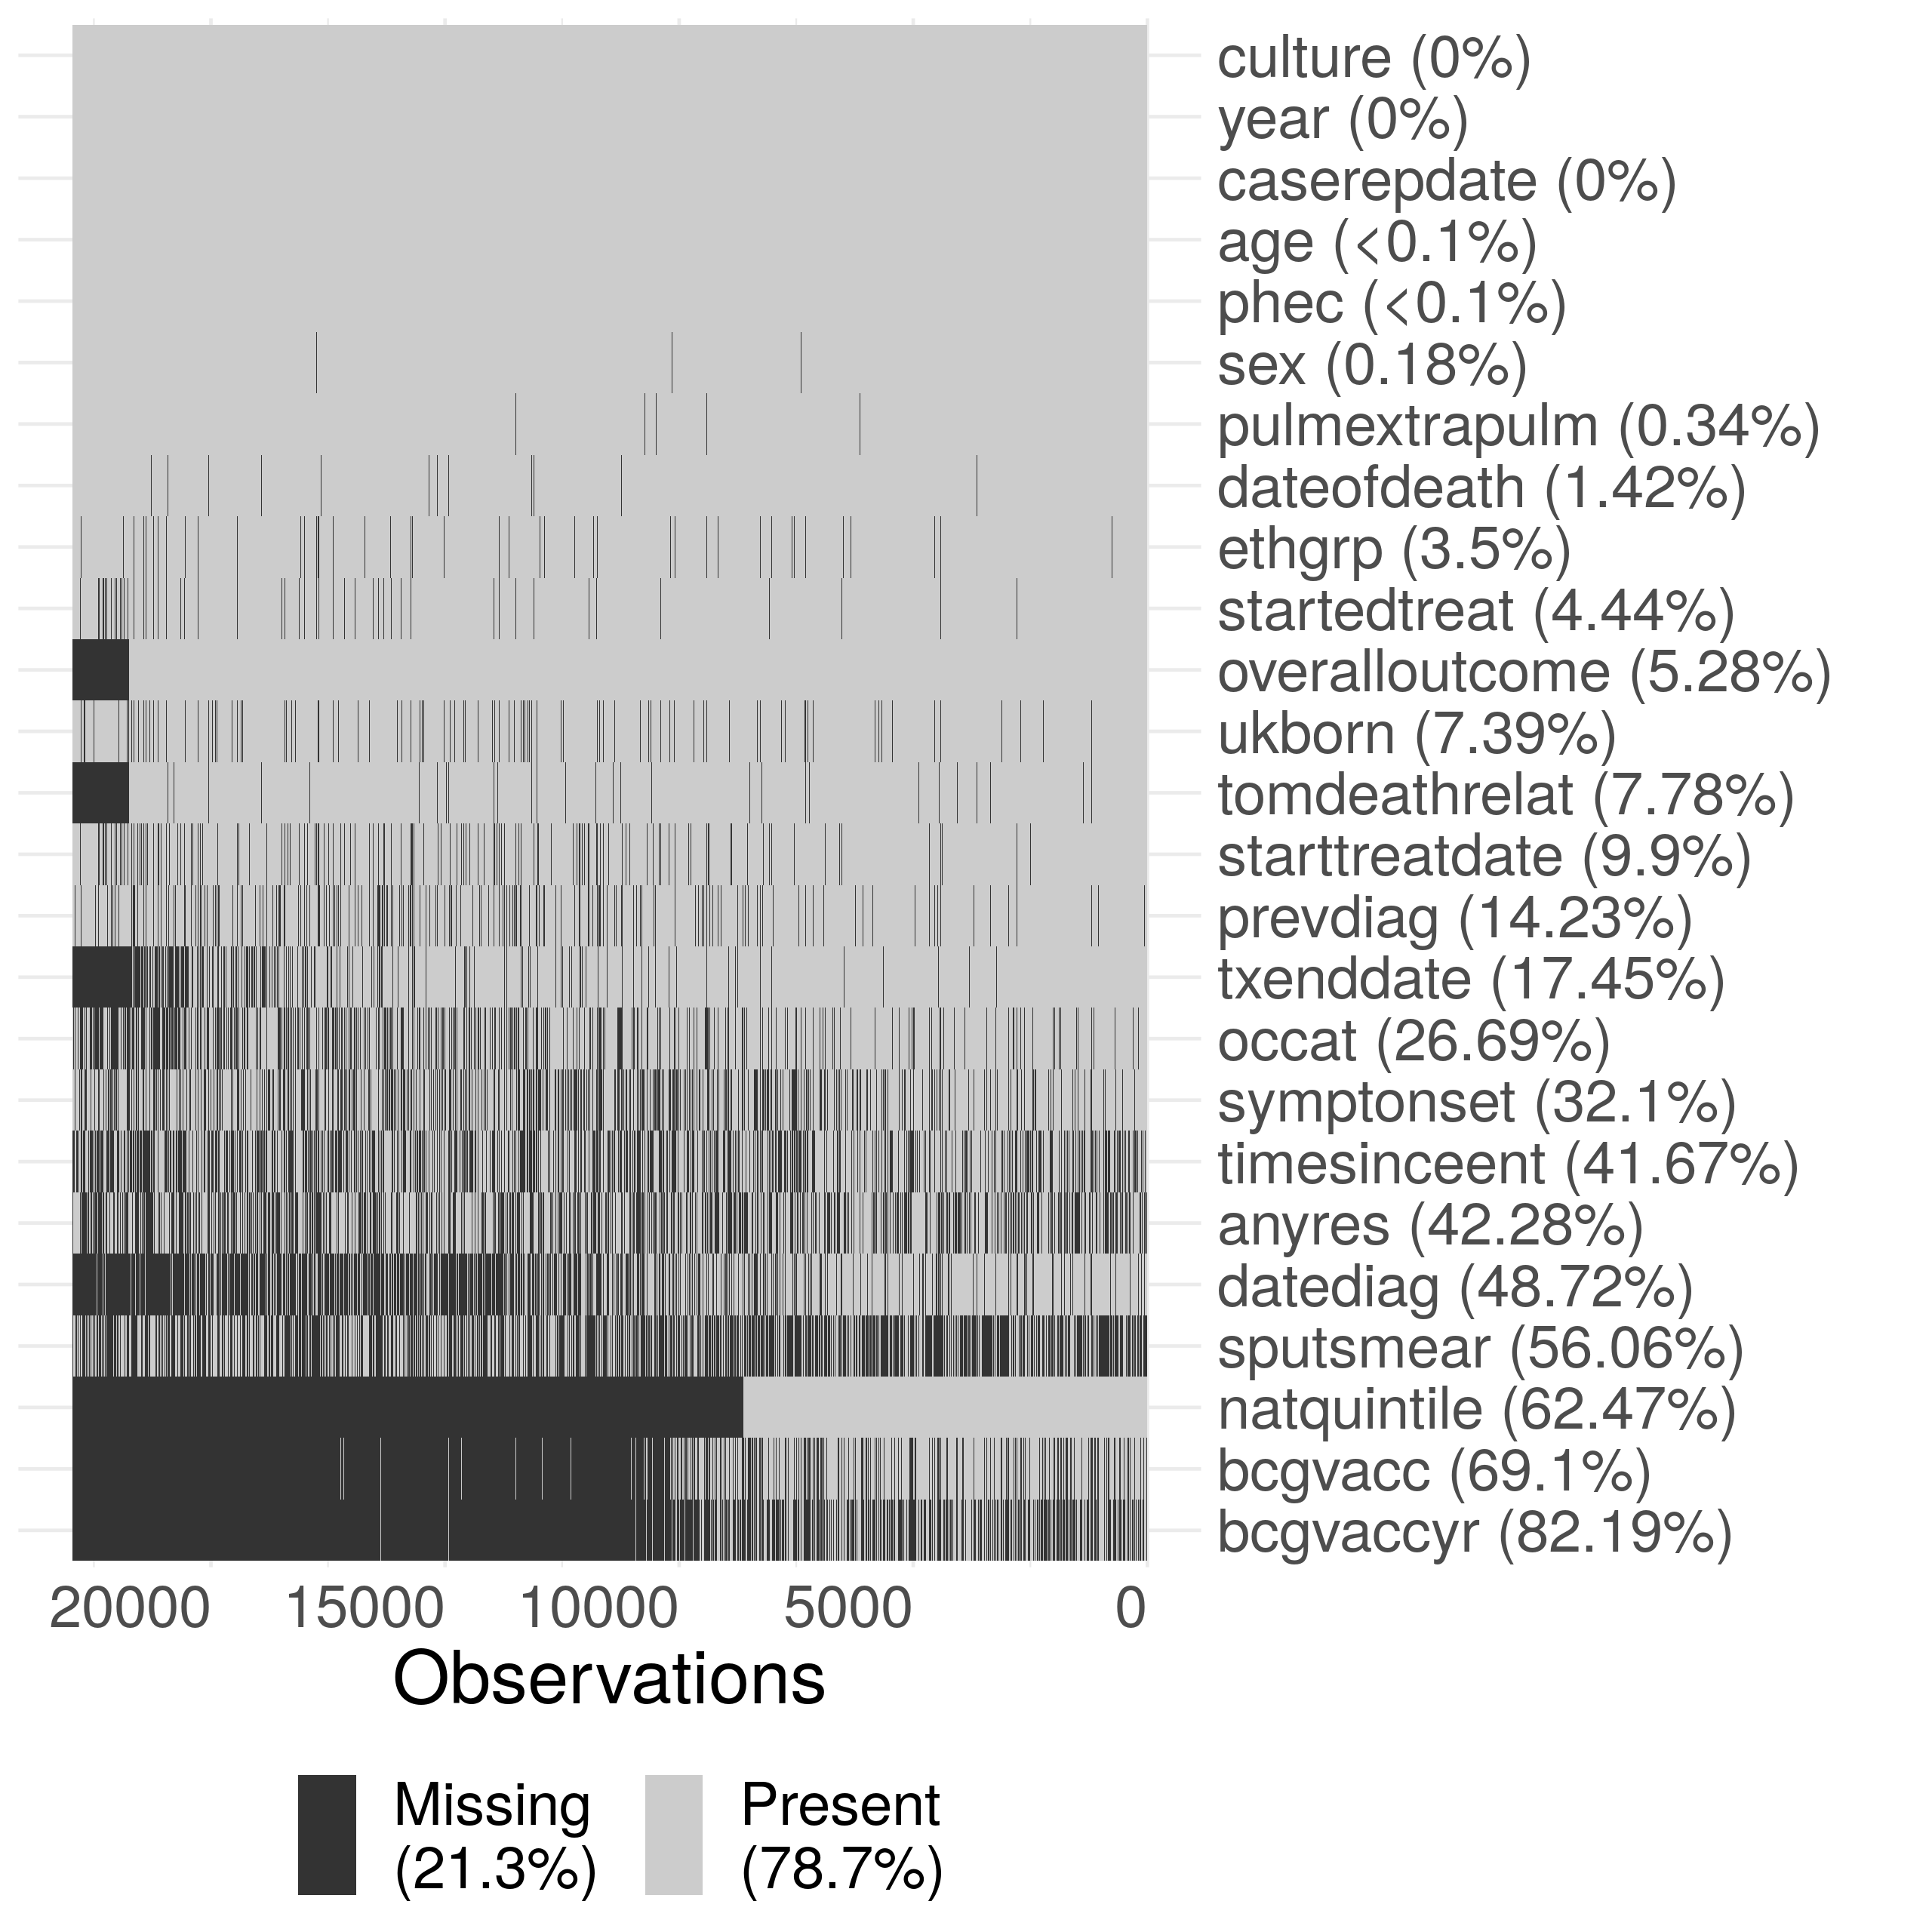 culture (0%)
year (0%)
caserepdate (0%)
age (<0.1%)
phec (<0.1%)
sex (0.18%)
pulmextrapulm (0.34%)
dateofdeath (1.42%)
ethgrp (3.5%)
startedtreat (4.44%)
overalloutcome (5.28%)
ukborn (7.39%)
tomdeathrelat (7.78%)
starttreatdate (9.9%)
prevdiag (14.23%)
txenddate (17.45%)
occat (26.69%)
symptonset (32.1%)
timesinceent (41.67%)
anyres (42.28%)
datediag (48.72%)
sputsmear (56.06%)
natquintile (62.47%)
bcgvacc (69.1%)
bcgvaccyr (82.19%)
20000 15000 10000 5000 0
Observations
Missing Present
(21.3%) (78.7%)